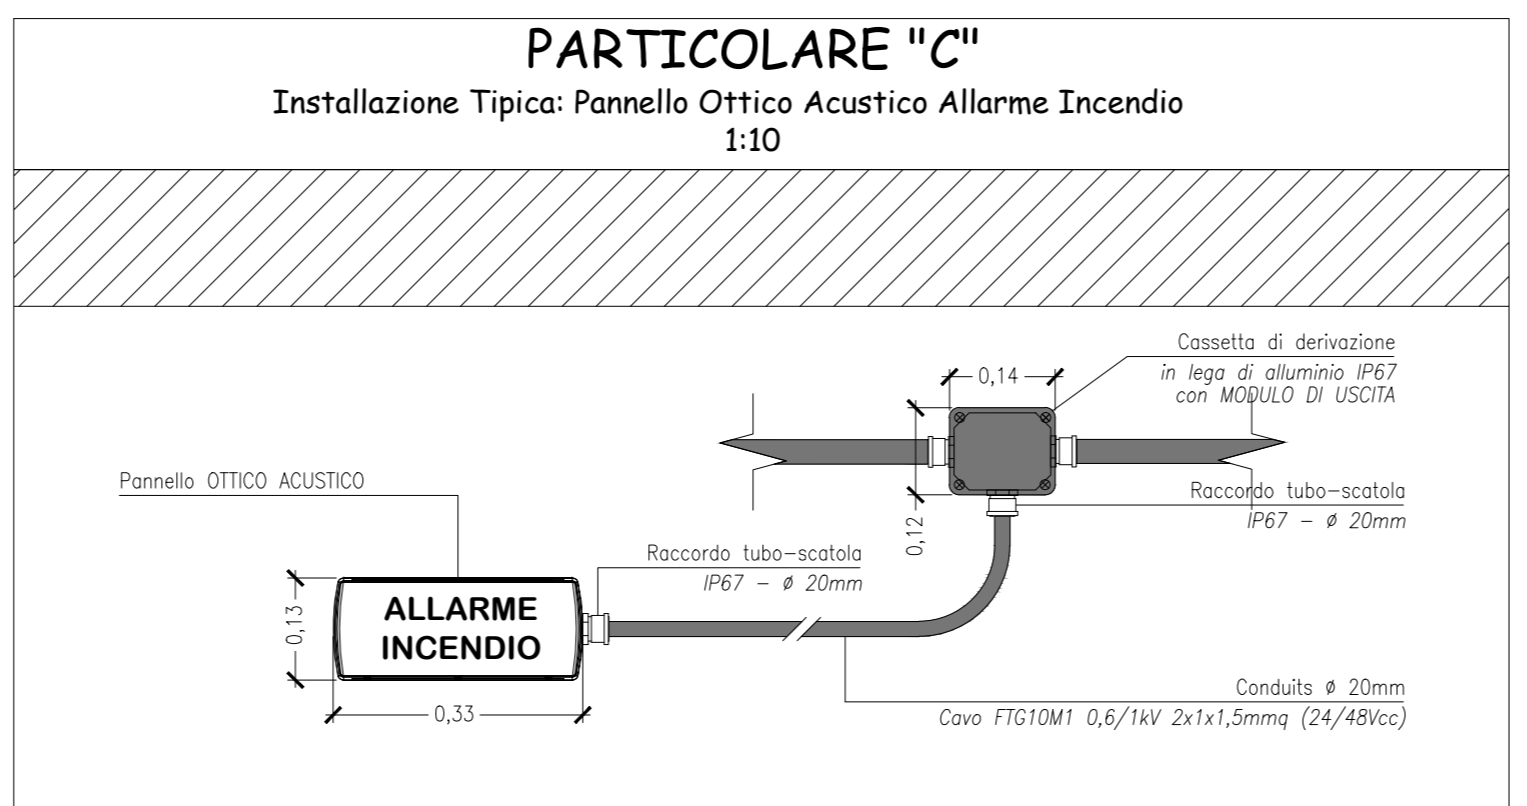 PARTICOLARE "C"
Installazione Tipica: Pannello Ottico Acustico Allarme Incendio
1:10
Cassetta di derivazione
in lega di alluminio IP67
con MODULO DI USCITA
0,14
0,12
Raccordo tubo-scatola
IP67 - ø 20mm
Pannello OTTICO ACUSTICO
Raccordo tubo-scatola
IP67 - ø 20mm
0,13
ALLARME
INCENDIO
0,33
Conduits ø 20mm
Cavo FTG10M1 0,6/1kV 2x1x1,5mmq (24/48Vcc)